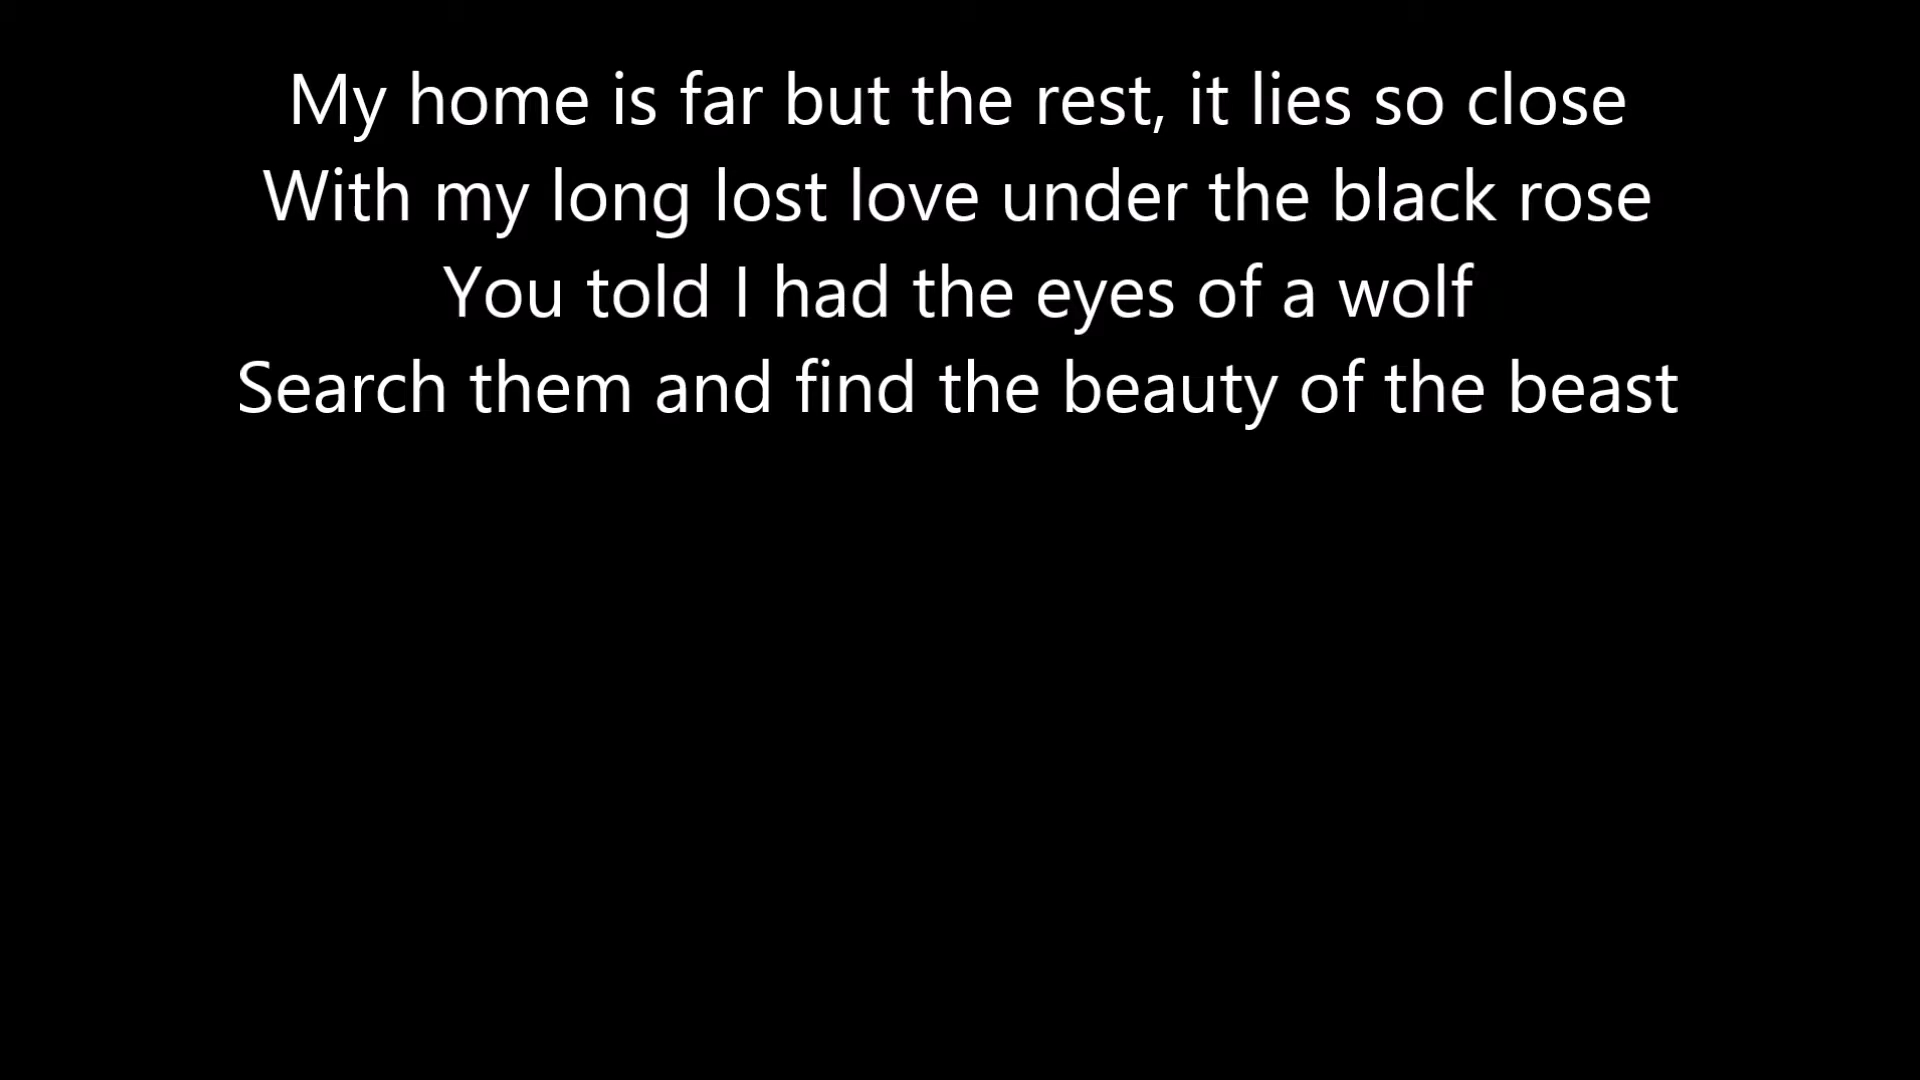 My home is far but the rest, it lies so close
With my long lost love under the black rose
You told I had the eyes of a wolf
Search them and find the beauty of the beast